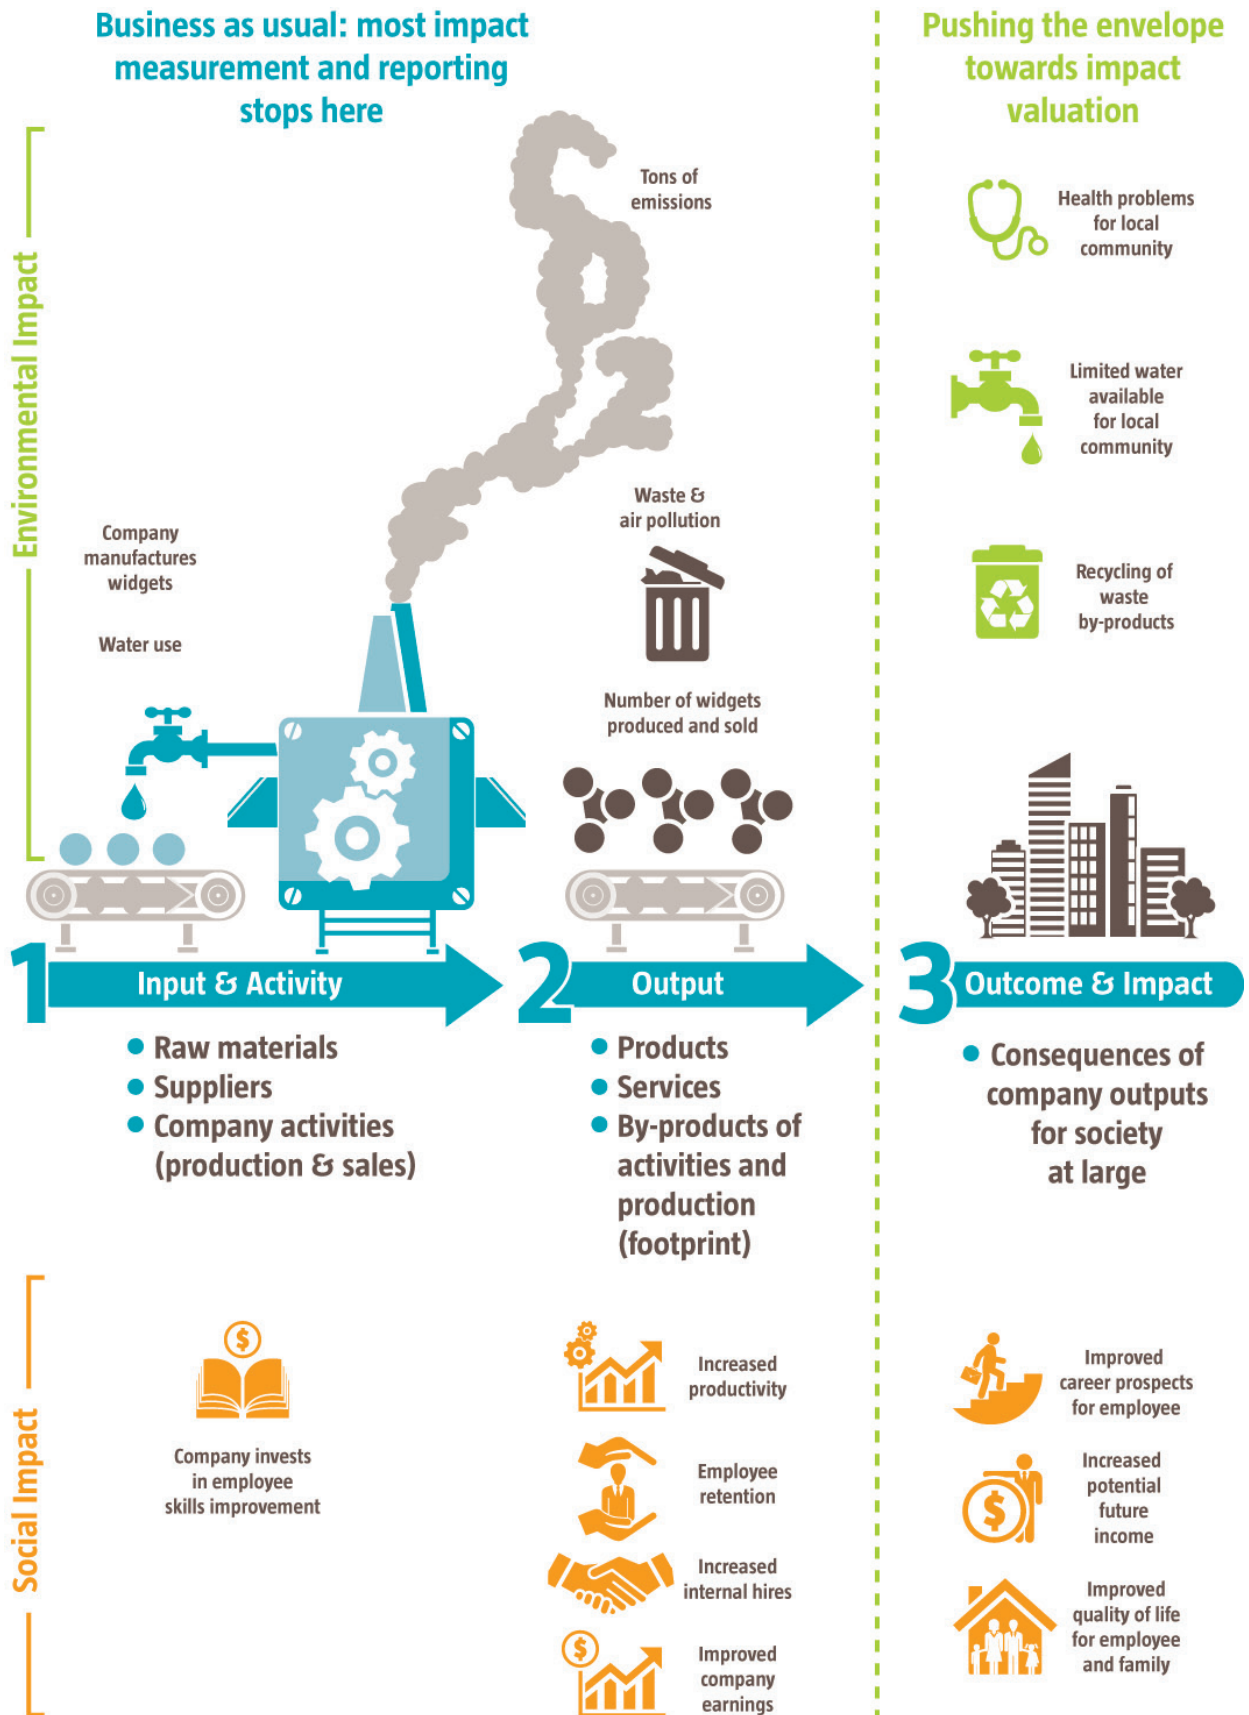 Business as usual: most impact
measurement and reporting
stops here
Pushing the envelope
towards impact
valuation
Environmental Impact
Tons of
emissions
CO2
Health problems
for local
community
Limited water
available
for local
community
Waste &
air pollution
Company
manufactures
widgets
Water use
Recycling of
waste
by-products
Number of widgets
produced and sold
1 Input & Activity
2 Output
3 Outcome & Impact
• Raw materials
• Suppliers
• Company activities
(production & sales)
• Products
• Services
• By-products of
activities and
production
(footprint)
• Consequences of
company outputs
for society
at large
Social Impact
$
Company invests
in employee
skills improvement
Increased
productivity
Employee
retention
Increased
internal hires
$
Improved
company
earnings
Improved
career prospects
for employee
$
Increased
potential
future
income
Improved
quality of life
for employee
and family